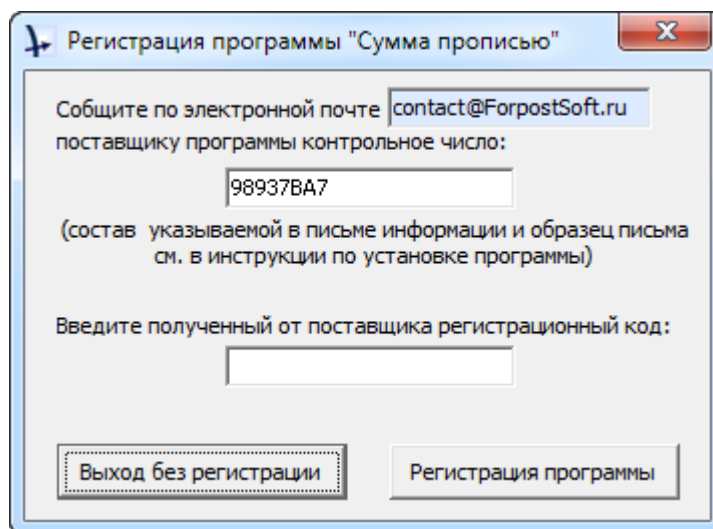 Регистрация программы "Сумма прописью"
Собщите по электронной почте contact@ForpostSoft.ru
поставщику программы контрольное число:
98937BA7
(состав указываемой в письме информации и образец письма
см. в инструкции по установке программы)
Введите полученный от поставщика регистрационный код:
Выход без регистрации Регистрация программы